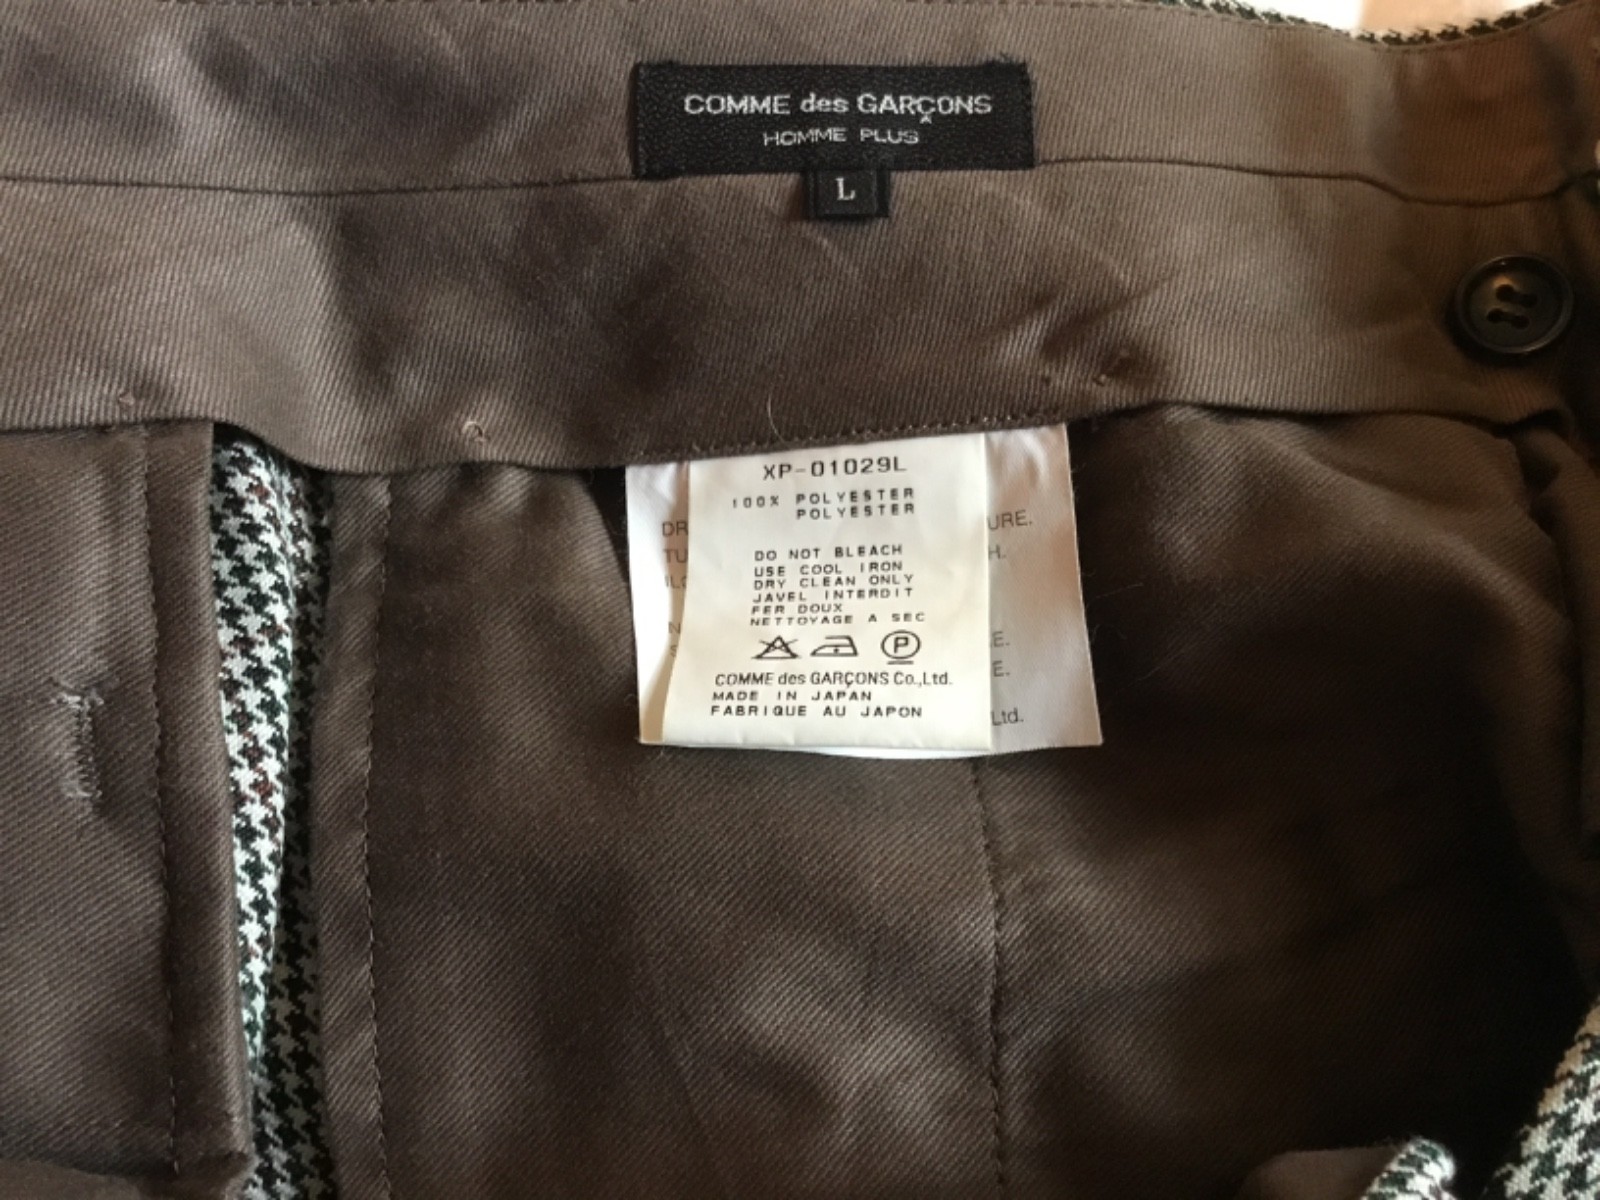 COMME des GARÇONS
HOMME PLUS
L
XP-01029L
100% POLYESTER
POLYESTER
DO NOT BLEACH
USE COOL IRON
DRY CLEAN ONLY
JAVEL INTERDIT
FER DOUX
NETTOYAGE A SEC
P
COMME des GARÇONS Co.,Ltd.
MADE IN JAPAN
FABRIQUE AU JAPON
Ltd.